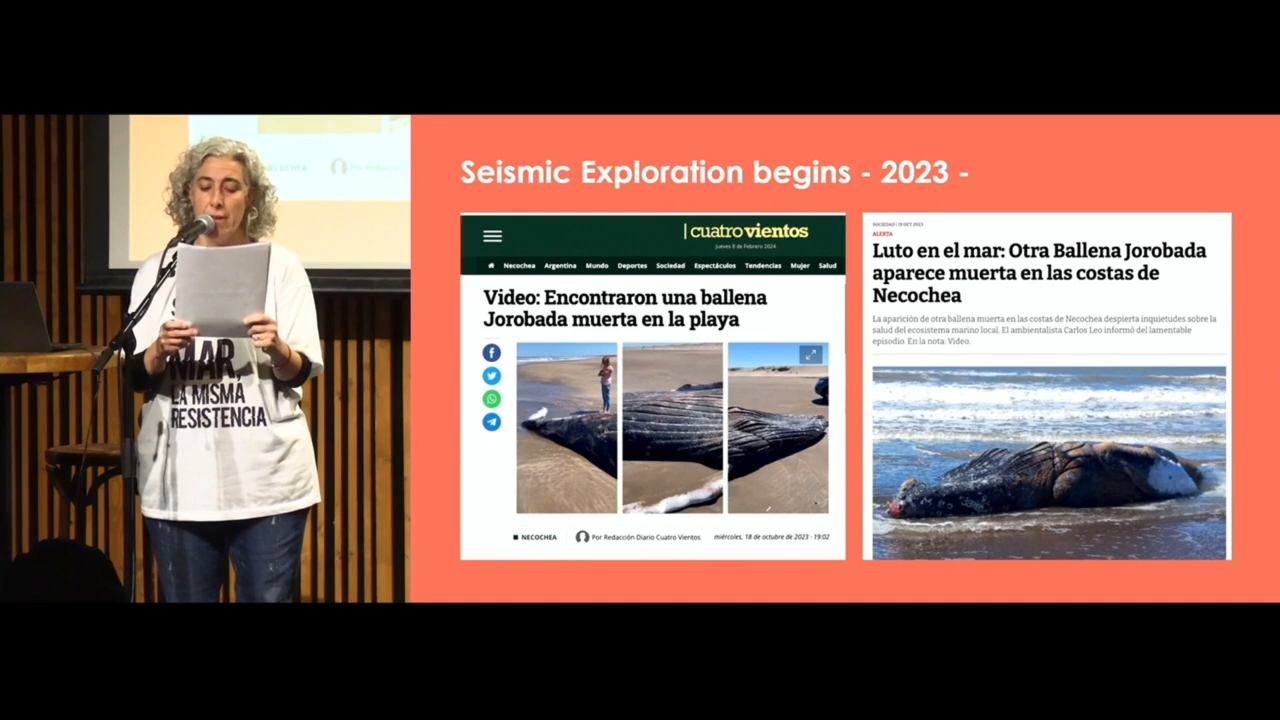 RECOCHEA
MAR,
LA MISMA
RESISTENCIA
Seismic Exploration begins - 2023 -
cuatrovientos
Jueves 8 de Febrero 2024
Necochea Argentina Mundo Deportes Sociedad Espectáculos Tendencias Mujer Salud
Video: Encontraron una ballena
Jorobada muerta en la playa
NECOCHEA Por Redacción Diario Cuatro Vientos miércoles, 18 de octubre de 2023 · 19:02
SOCIEDAD | 19 OCT 2023
ALERTA
Luto en el mar: Otra Ballena Jorobada
aparece muerta en las costas de
Necochea
La aparición de otra ballena muerta en las costas de Necochea despierta inquietudes sobre la
salud del ecosistema marino local. El ambientalista Carlos Leo informó del lamentable
episodio. En la nota: Video.